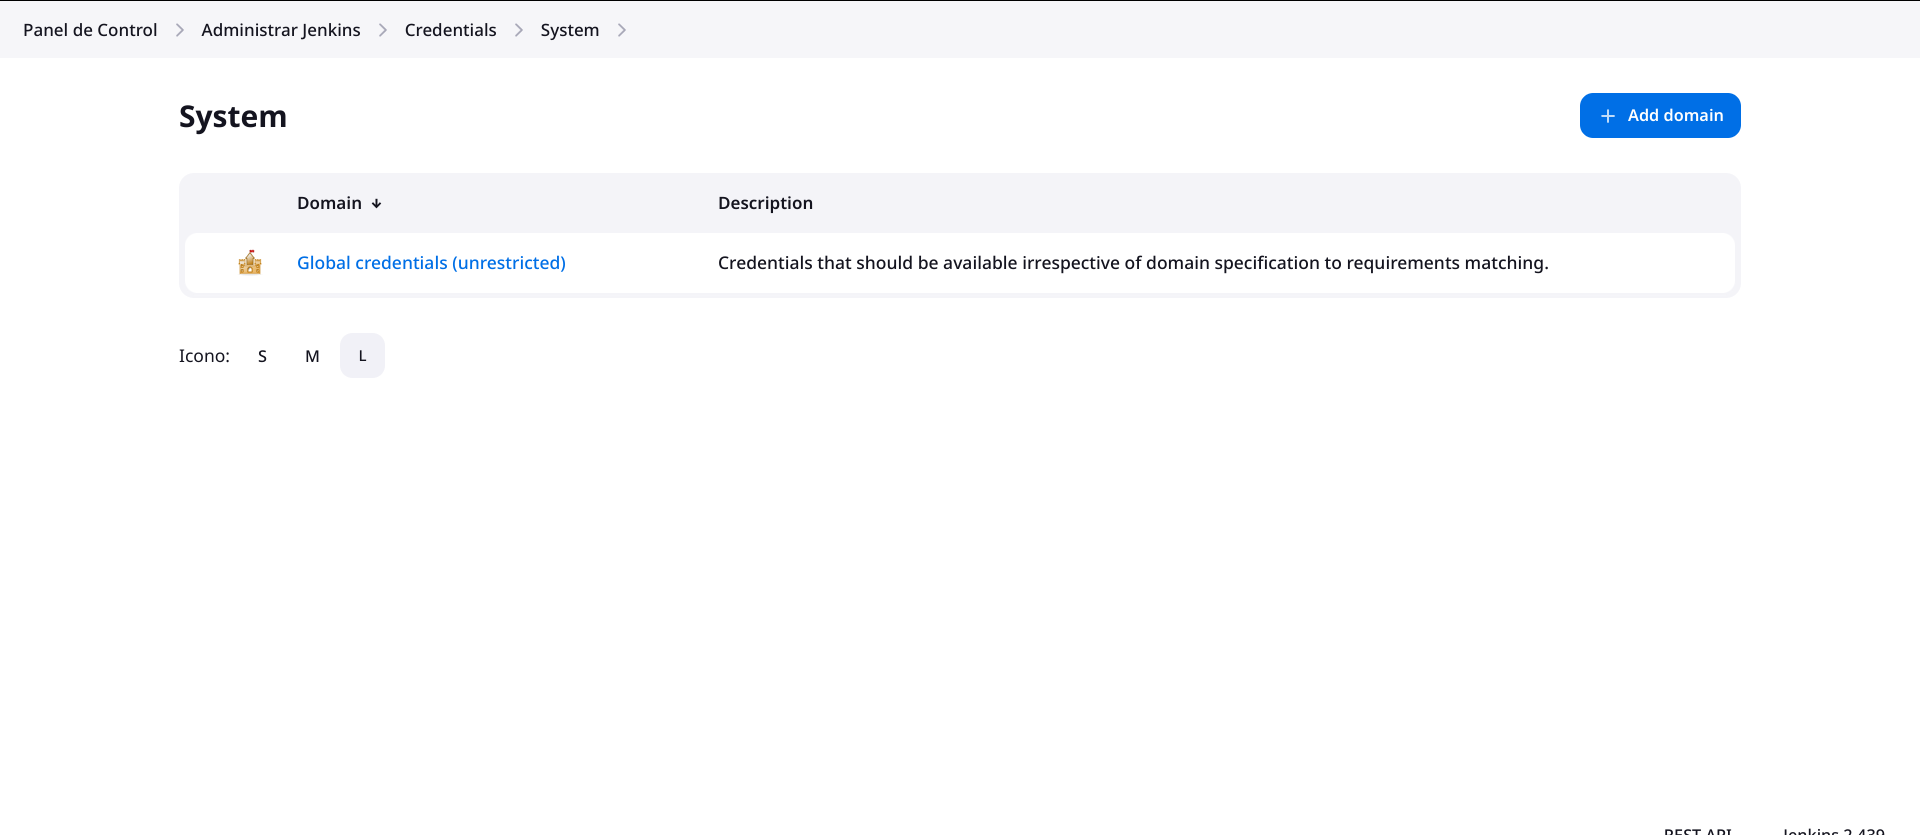 Panel de Control Administrar Jenkins Credentials System
System
Add domain
Domain ↓ Description
Global credentials (unrestricted) Credentials that should be available irrespective of domain specification to requirements matching.
Icono: S M L
REST API Jenkins 2.439